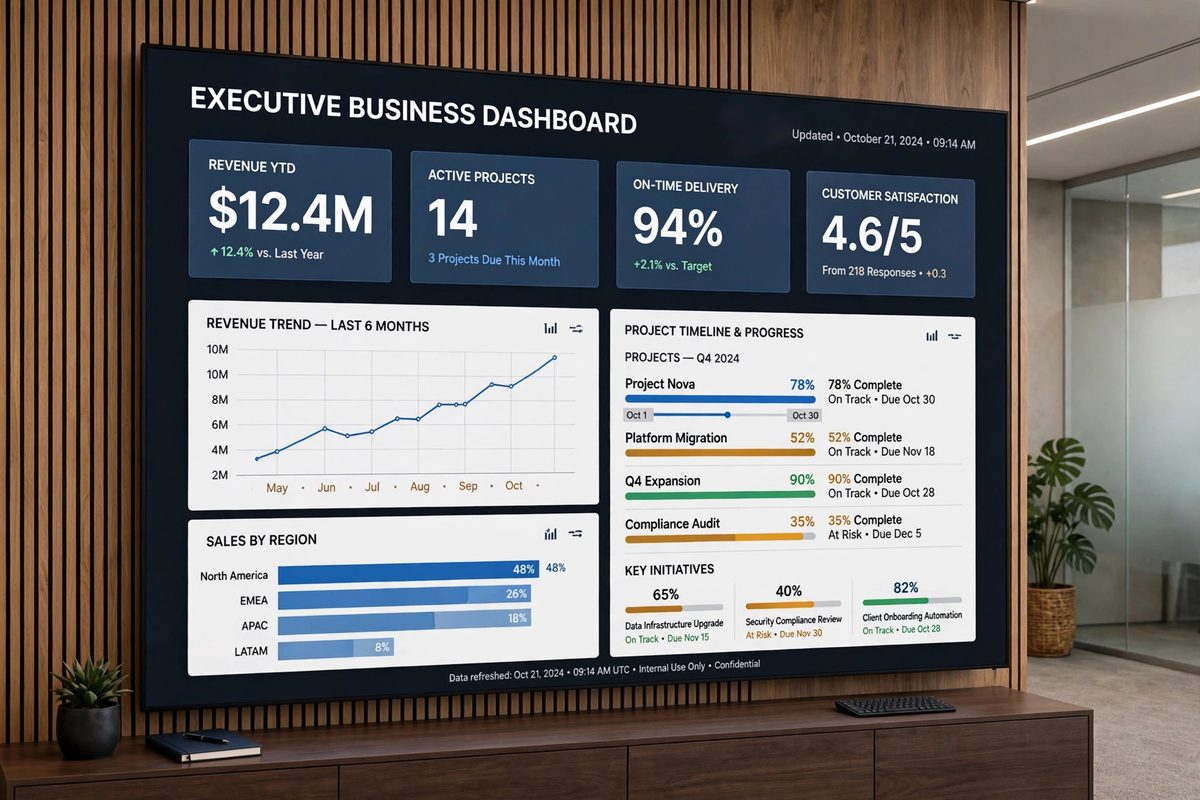 EXECUTIVE BUSINESS DASHBOARD
Updated • October 21, 2024 • 09:14 AM
REVENUE YTD
$12.4M
↑ 12.4% vs. Last Year
ACTIVE PROJECTS
14
3 Projects Due This Month
ON-TIME DELIVERY
94%
+2.1% vs. Target
CUSTOMER SATISFACTION
4.6/5
From 218 Responses • +0.3
REVENUE TREND — LAST 6 MONTHS
10M
10M
8M
6M
4M
2M
May • Jun • Jul • Aug • Sep • Oct •
SALES BY REGION
North America 48% 48%
EMEA 26%
APAC 18%
LATAM 8%
PROJECT TIMELINE & PROGRESS
PROJECTS — Q4 2024
Project Nova 78% 78% Complete
On Track • Due Oct 30
Oct 1 Oct 30
Platform Migration 52% 52% Complete
On Track • Due Nov 18
Q4 Expansion 90% 90% Complete
On Track • Due Oct 28
Compliance Audit 35% 35% Complete
At Risk • Due Dec 5
KEY INITIATIVES
65%
Data Infrastructure Upgrade
On Track • Due Nov 15
40%
Security Compliance Review
At Risk • Due Nov 30
82%
Client Onboarding Automation
On Track • Due Oct 28
Data refreshed: Oct 21, 2024 • 09:14 AM UTC • Internal Use Only • Confidential